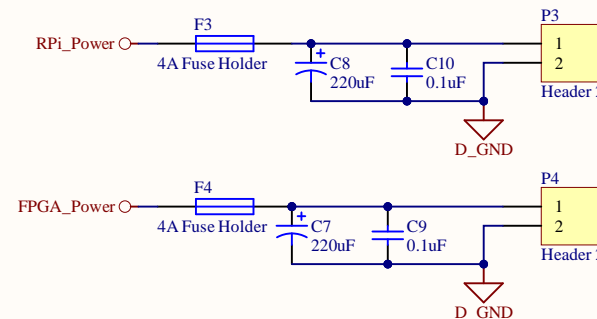 F3
P3
RPi_Power
1
4A Fuse Holder
+
C8
C10
2
220uF
0.1uF
Header
D_GND
F4
P4
FPGA_Power
1
4A Fuse Holder
+
C7
C9
2
220uF
0.1uF
Header
D_GND